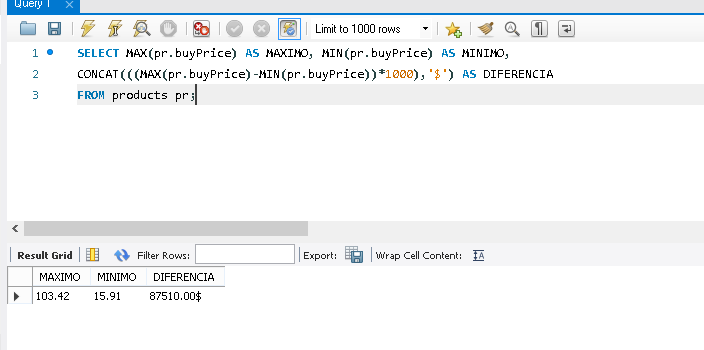 Query 1
Limit to 1000 rows
1 SELECT MAX(pr.buyPrice) AS MAXIMO, MIN(pr.buyPrice) AS MINIMO,
2 CONCAT(((MAX(pr.buyPrice)-MIN(pr.buyPrice))*1000),'$') AS DIFERENCIA
3 FROM products pr;
Result Grid Filter Rows: Export: Wrap Cell Content:
MAXIMO MINIMO DIFERENCIA
103.42 15.91 87510.00$